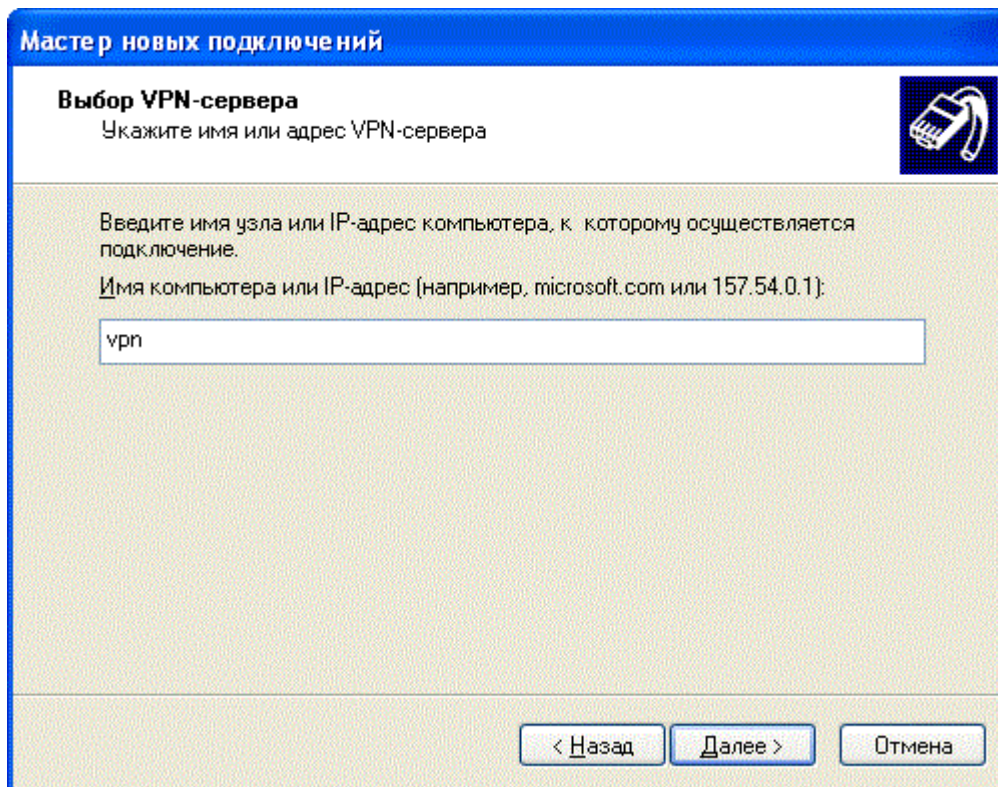 Мастер новых подключений
Выбор VPN-сервера
Укажите имя или адрес VPN-сервера
Введите имя узла или IP-адрес компьютера, к которому осуществляется
подключение.
Имя компьютера или IP-адрес (например, microsoft.com или 157.54.0.1):
vpn
< Назад Далее > Отмена